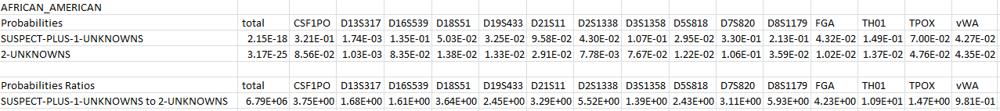 AFRICAN_AMERICAN
Probabilities total CSF1PO D13S317 D16S539 D18S51 D19S433 D21S11 D2S1338 D3S1358 D5S818 D7S820 D8S1179 FGA TH01 TPOX vWA
SUSPECT-PLUS-1-UNKNOWNS 2.15E-18 3.21E-01 1.74E-03 1.35E-01 5.03E-02 3.25E-02 9.58E-02 4.30E-02 1.07E-01 2.95E-02 3.30E-01 2.13E-01 4.32E-02 1.49E-01 7.00E-02 4.27E-02
2-UNKNOWNS 3.17E-25 8.56E-02 1.03E-03 8.35E-02 1.38E-02 1.33E-02 2.91E-02 7.78E-03 7.67E-02 1.22E-02 1.06E-01 3.59E-02 1.02E-02 1.37E-02 4.76E-02 4.35E-02
Probabilities Ratios total CSF1PO D13S317 D16S539 D18S51 D19S433 D21S11 D2S1338 D3S1358 D5S818 D7S820 D8S1179 FGA TH01 TPOX vWA
SUSPECT-PLUS-1-UNKNOWNS to 2-UNKNOWNS 6.79E+06 3.75E+00 1.68E+00 1.61E+00 3.64E+00 2.45E+00 3.29E+00 5.52E+00 1.39E+00 2.43E+00 3.11E+00 5.93E+00 4.23E+00 1.09E+01 1.47E+00 9.81E-01